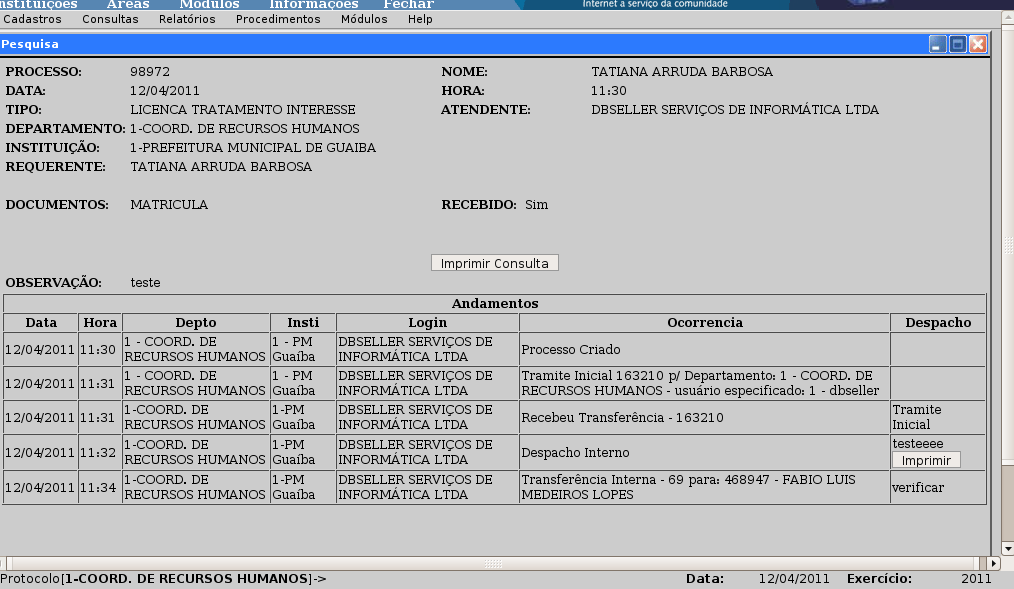 nstituições Áreas Módulos Informações Fechar
Internet a serviço da comunidade
Cadastros Consultas Relatórios Procedimentos Módulos Help
Pesquisa
PROCESSO: 98972 NOME: TATIANA ARRUDA BARBOSA
DATA: 12/04/2011 HORA: 11:30
TIPO: LICENCA TRATAMENTO INTERESSE ATENDENTE: DBSELLER SERVIÇOS DE INFORMÁTICA LTDA
DEPARTAMENTO: 1-COORD. DE RECURSOS HUMANOS
INSTITUIÇÃO: 1-PREFEITURA MUNICIPAL DE GUAIBA
REQUERENTE: TATIANA ARRUDA BARBOSA
DOCUMENTOS: MATRICULA RECEBIDO: Sim
Imprimir Consulta
OBSERVAÇÃO: teste
Andamentos
Data Hora Depto Insti Login Ocorrencia Despacho
12/04/2011 11:30 1 - COORD. DE RECURSOS HUMANOS 1 - PM Guaíba DBSELLER SERVIÇOS DE INFORMÁTICA LTDA Processo Criado
12/04/2011 11:31 1 - COORD. DE RECURSOS HUMANOS 1 - PM Guaíba DBSELLER SERVIÇOS DE INFORMÁTICA LTDA Tramite Inicial 163210 p/ Departamento: 1 - COORD. DE RECURSOS HUMANOS - usuário especificado: 1 - dbseller
12/04/2011 11:31 1-COORD. DE RECURSOS HUMANOS 1-PM Guaíba DBSELLER SERVIÇOS DE INFORMÁTICA LTDA Recebeu Transferência - 163210 Tramite Inicial
12/04/2011 11:32 1-COORD. DE RECURSOS HUMANOS 1-PM Guaíba DBSELLER SERVIÇOS DE INFORMÁTICA LTDA Despacho Interno testeeee Imprimir
12/04/2011 11:34 1-COORD. DE RECURSOS HUMANOS 1-PM Guaíba DBSELLER SERVIÇOS DE INFORMÁTICA LTDA Transferência Interna - 69 para: 468947 - FABIO LUIS MEDEIROS LOPES verificar
Protocolo[1-COORD. DE RECURSOS HUMANOS]-> Data: 12/04/2011 Exercício: 2011